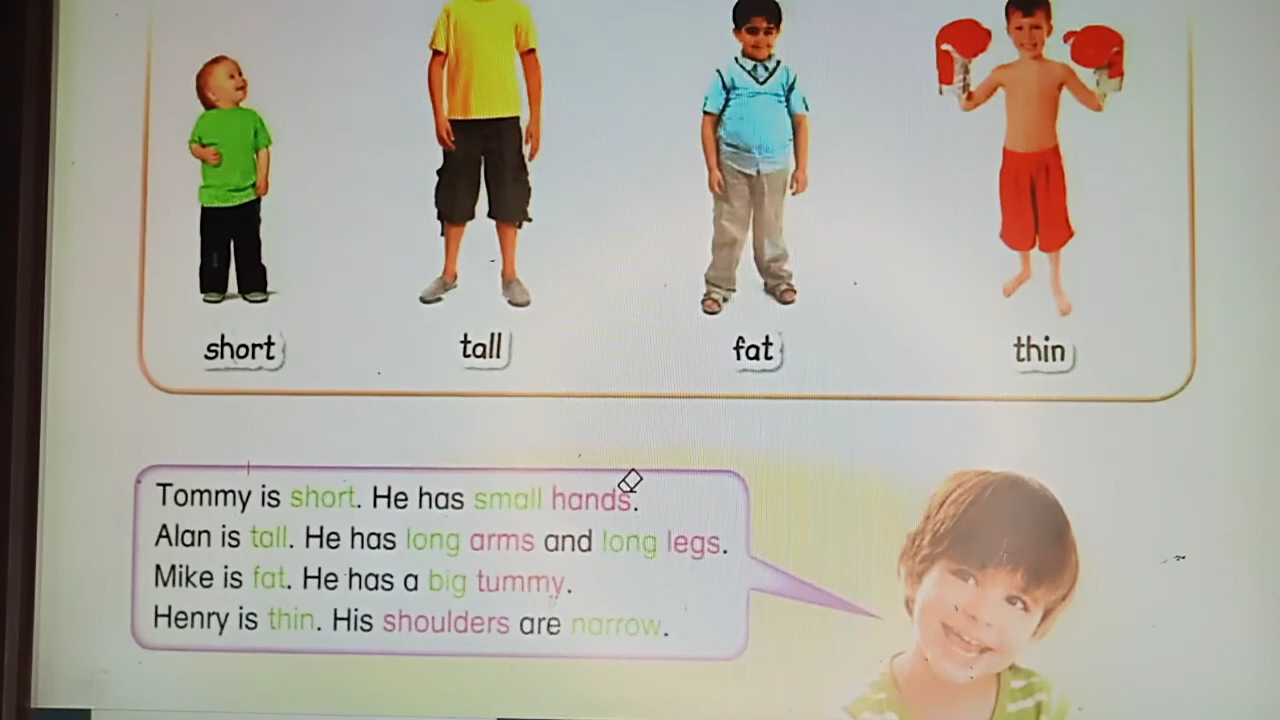 short tall fat thin
Tommy is short. He has small hands.
Alan is tall. He has long arms and long legs.
Mike is fat. He has a big tummy.
Henry is thin. His shoulders are narrow.